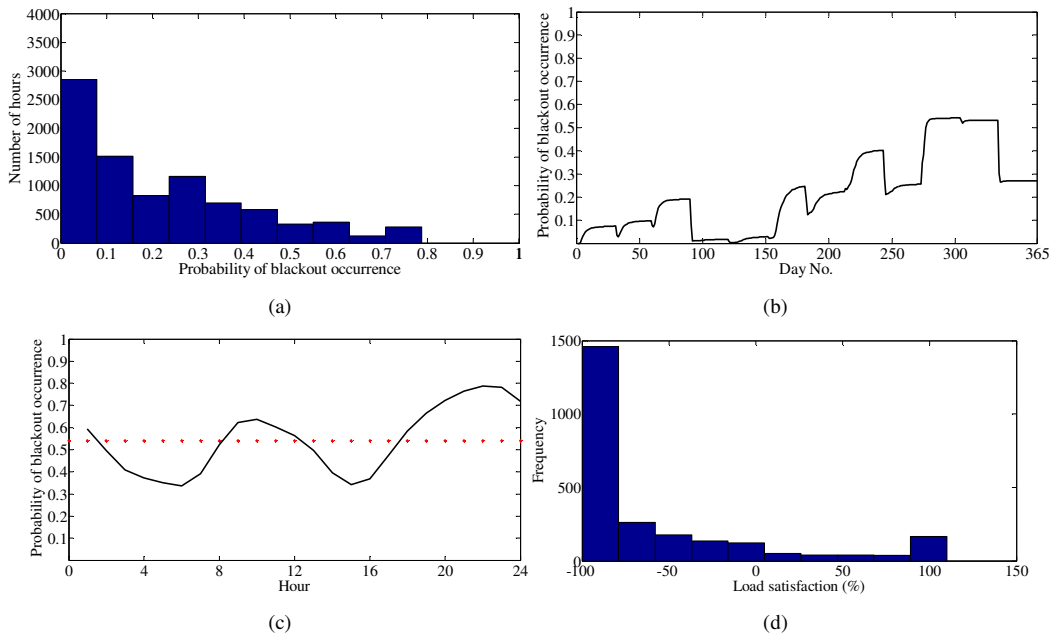 4000
3500
3000
2500
2000
1500
1000
500
0
Number of hours
0 0.1 0.2 0.3 0.4 0.5 0.6 0.7 0.8 0.9 1
Probability of blackout occurrence
(a)
1
0.9
0.8
0.7
0.6
0.5
0.4
0.3
0.2
0.1
Probability of blackout occurrence
0 50 100 150 200 250 300 365
Day No.
(b)
1
0.9
0.8
0.7
0.6
0.5
0.4
0.3
0.2
0.1
Probability of blackout occurrence
0 4 8 12 16 20 24
Hour
(c)
1500
1000
500
0
Frequency
-100 -50 0 50 100 150
Load satisfaction (%)
(d)